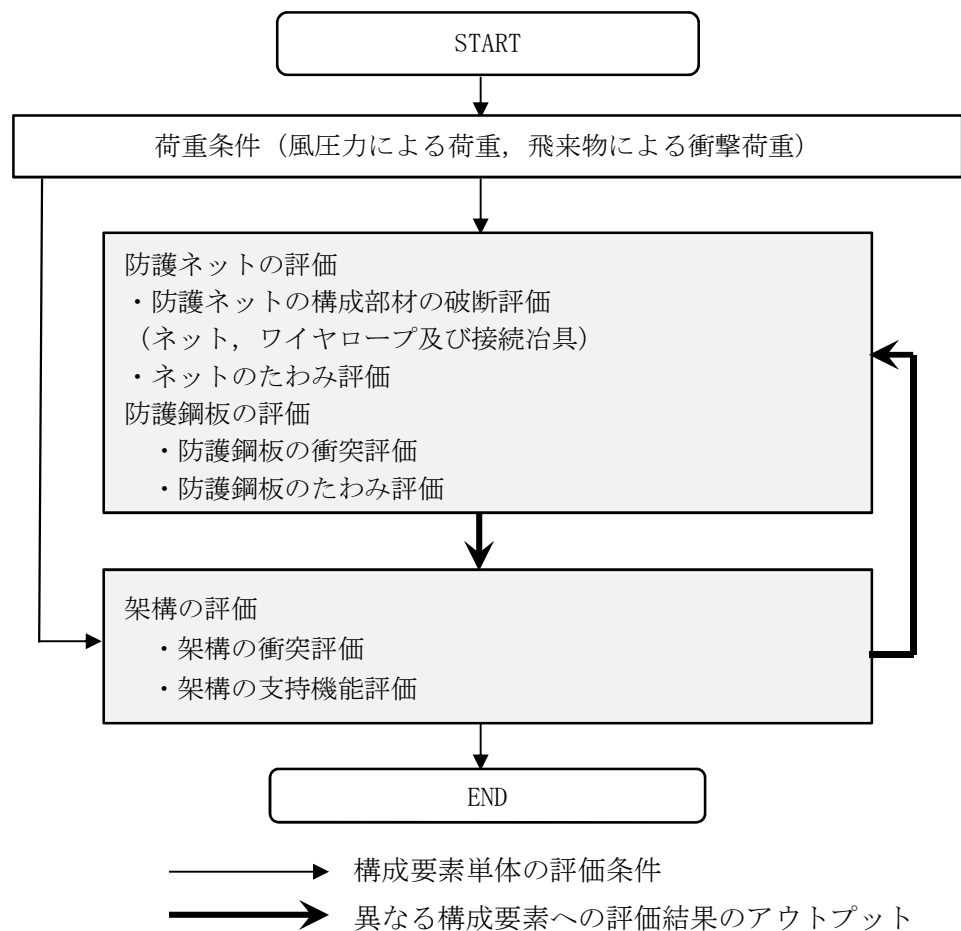 START
荷重条件（風圧力による荷重，飛来物による衝撃荷重）
防護ネットの評価
・防護ネットの構成部材の破断評価
（ネット，ワイヤロープ及び接続冶具）
・ネットのたわみ評価
防護鋼板の評価
・防護鋼板の衝突評価
・防護鋼板のたわみ評価
架構の評価
・架構の衝突評価
・架構の支持機能評価
END
構成要素単体の評価条件
異なる構成要素への評価結果のアウトプット